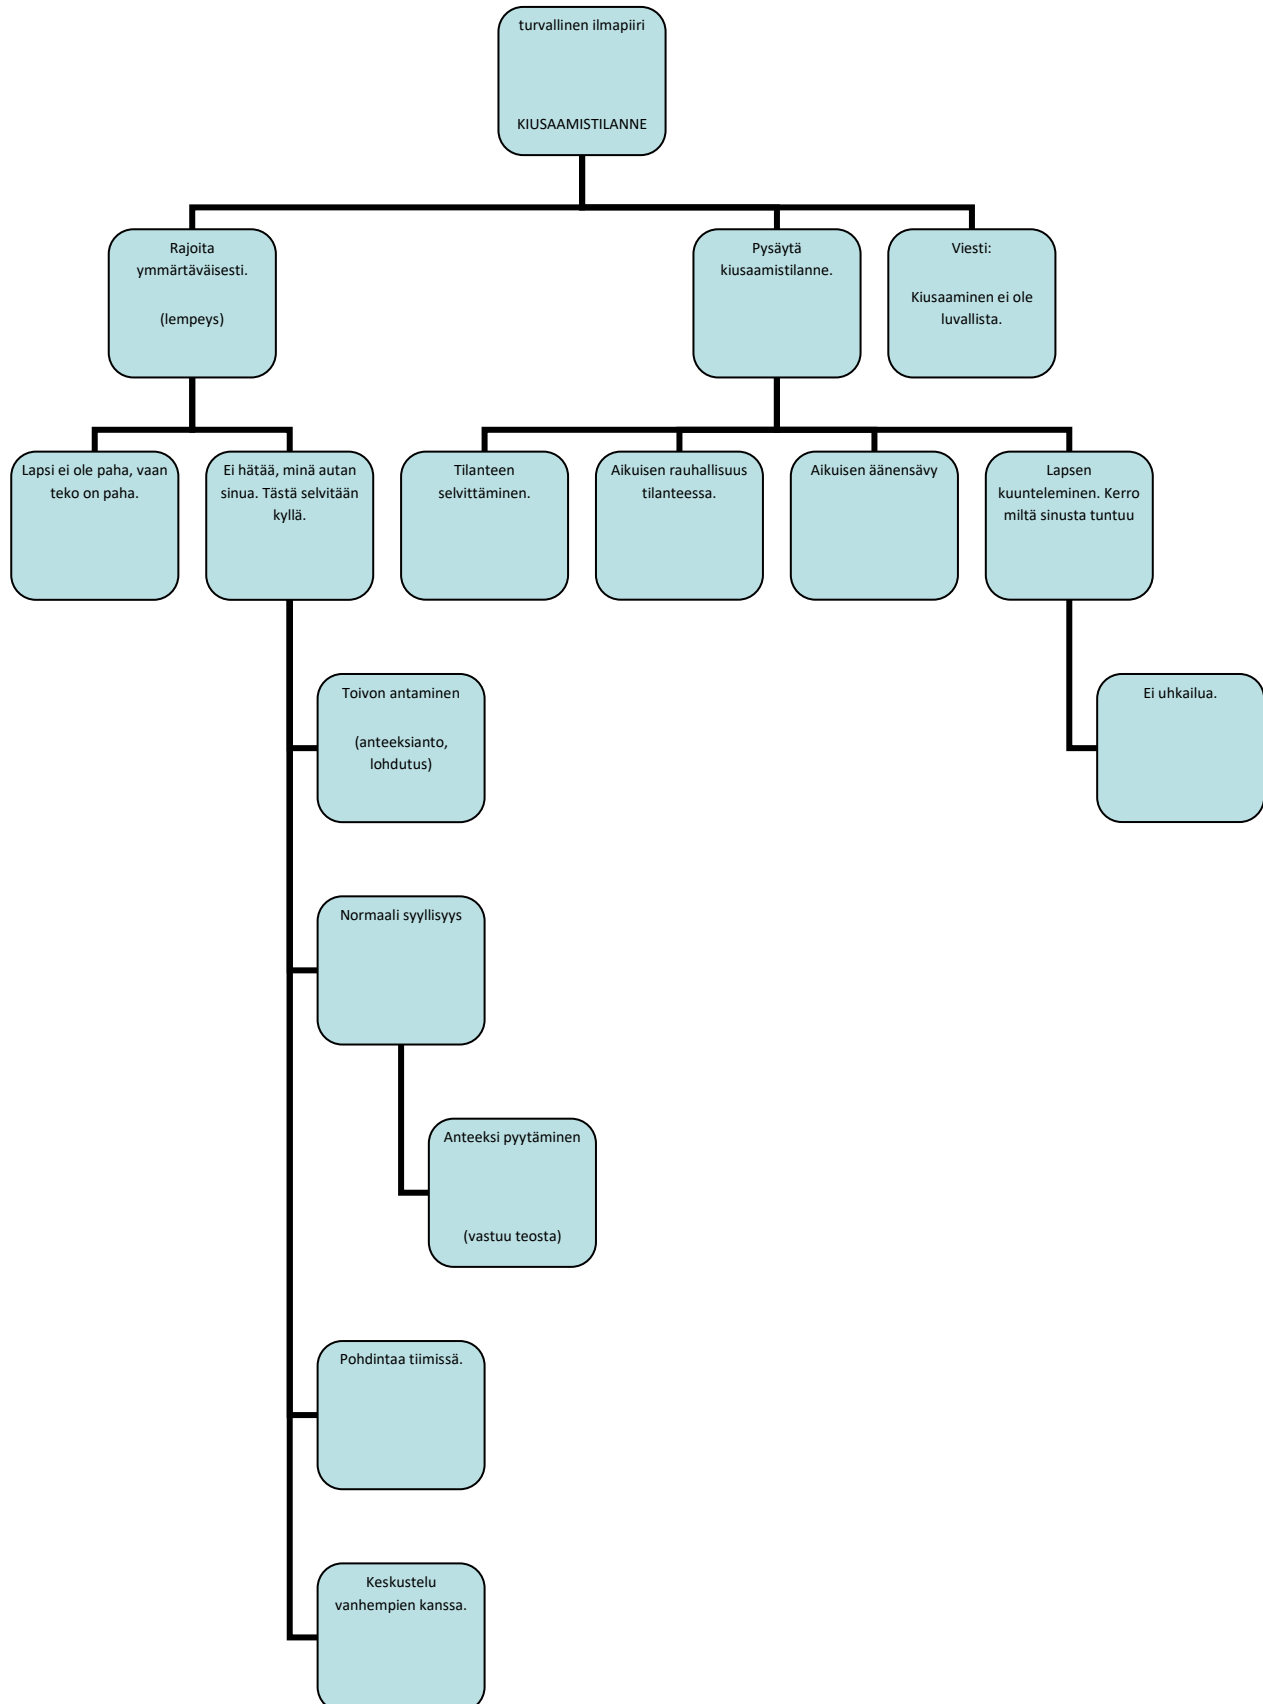 turvallinen ilmapiiri
KIUSAAMISTILANNE
Rajoita
ymmärtäväisesti.
(lempeys)
Pysäytä
kiusaamistilanne.
Viesti:
Kiusaaminen ei ole
luvallista.
Lapsi ei ole paha, vaan
teko on paha.
Ei hätää, minä autan
sinua. Tästä selvitään
kyllä.
Tilanteen
selvittäminen.
Aikuisen rauhallisuus
tilanteessa.
Aikuisen äänensävy
Lapsen
kuunteleminen. Kerro
miltä sinusta tuntuu
Toivon antaminen
(anteeksianto,
lohdutus)
Ei uhkailua.
Normaali syyllisyys
Anteeksi pyytäminen
(vastuu teosta)
Pohdintaa tiimissä.
Keskustelu
vanhempien kanssa.